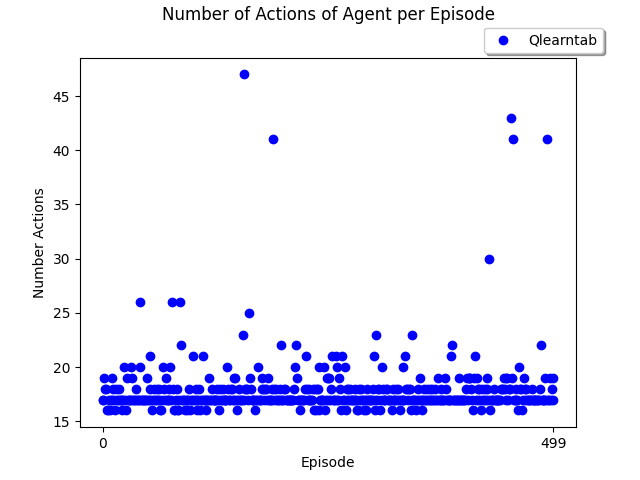 Number of Actions of Agent per Episode
Qlearntab
45
40
35
30
25
20
15
Number Actions
0
499
Episode